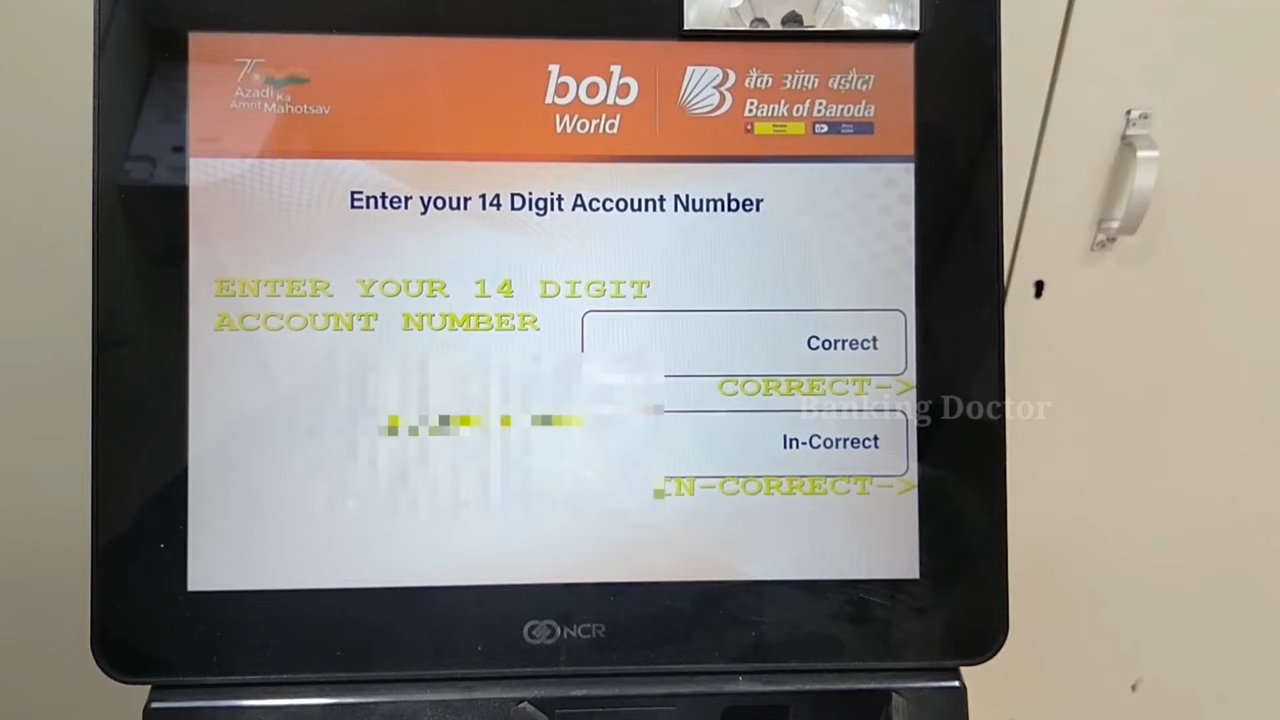 75
Azadi Ka
Amrit Mahotsav
bob
World
बैंक ऑफ़ बड़ौदा
Bank of Baroda
Enter your 14 Digit Account Number
ENTER YOUR 14 DIGIT
ACCOUNT NUMBER
Correct
CORRECT->
Banking Doctor
In-Correct
IN-CORRECT->
NCR